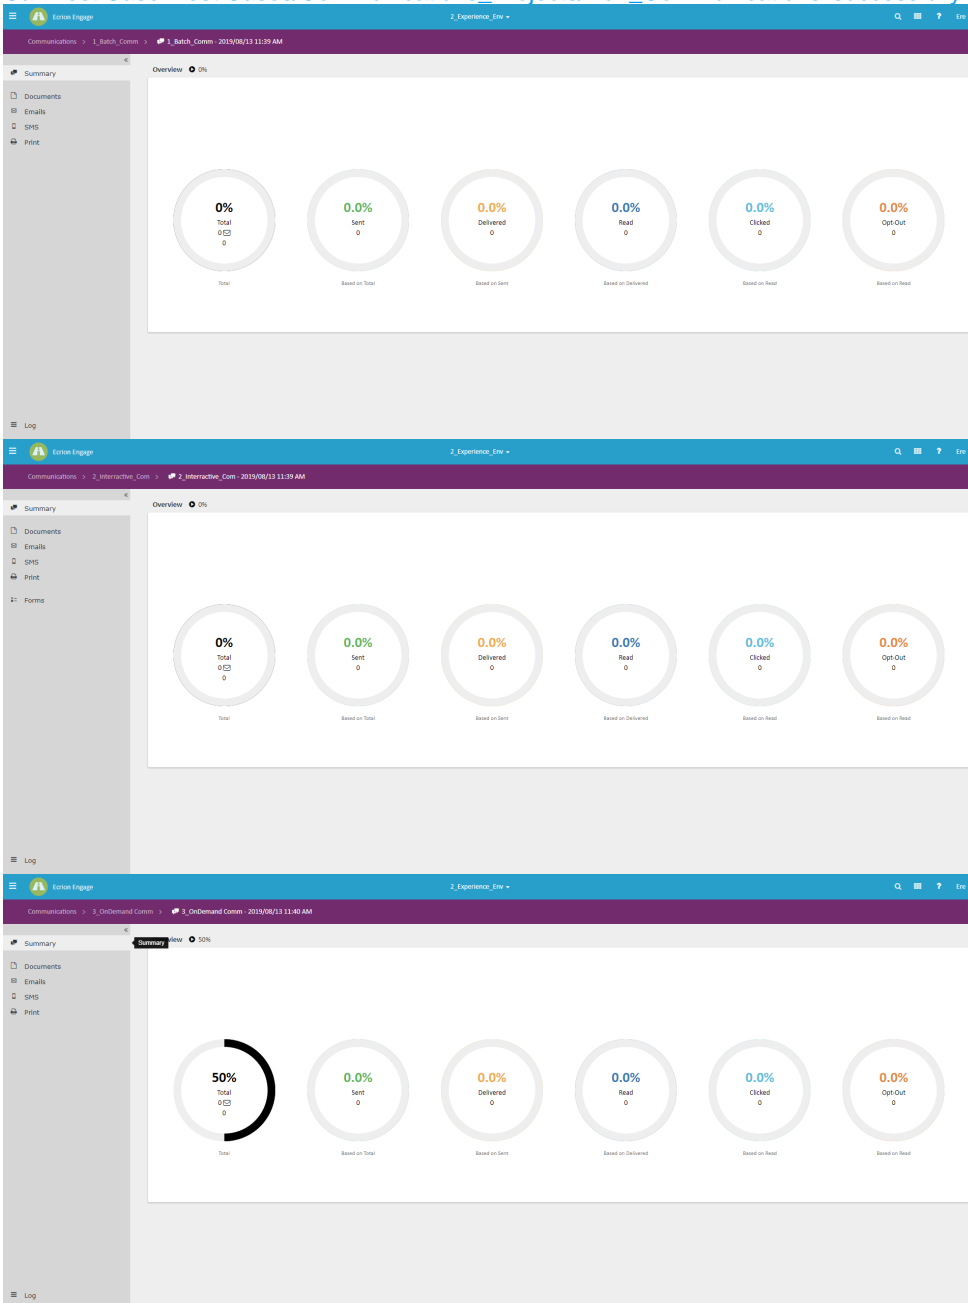 Ecrion Engage 2_Experience_Env ? Ere
Communications > 1_Batch_Comm > 1_Batch_Comm - 2019/08/13 11:39 AM
«
Summary
Overview 0%
Documents
Emails
SMS
Print
0% 0.0% 0.0% 0.0% 0.0% 0.0%
Total Sent Delivered Read Clicked Opt-Out
0 0 0 0 0 0
0
Total Based on Total Based on Sent Based on Delivered Based on Read Based on Read
Log
Ecrion Engage 2_Experience_Env ? Ere
Communications > 2_Interractive_Com > 2_Interractive_Com - 2019/08/13 11:39 AM
«
Summary
Overview 0%
Documents
Emails
SMS
Print
Forms
0% 0.0% 0.0% 0.0% 0.0% 0.0%
Total Sent Delivered Read Clicked Opt-Out
0 0 0 0 0 0
0
Total Based on Total Based on Sent Based on Delivered Based on Read Based on Read
Log
Ecrion Engage 2_Experience_Env ? Ere
Communications > 3_OnDemand Comm > 3_OnDemand Comm - 2019/08/13 11:40 AM
«
Summary
Summary view 50%
Documents
Emails
SMS
Print
50% 0.0% 0.0% 0.0% 0.0% 0.0%
Total Sent Delivered Read Clicked Opt-Out
0 0 0 0 0 0
0
Total Based on Total Based on Sent Based on Delivered Based on Read Based on Read
Log